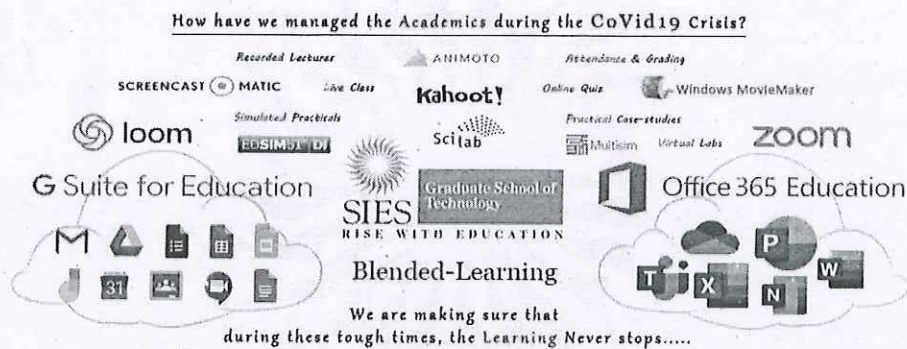 How have we managed the Academics during the CoVid19 Crisis?
Recorded Lectures
ANIMOTO
Attendance & Grading
SCREENCAST O MATIC
Live Class
Kahoot!
Online Quiz
Windows MovieMaker
loom
Simulated Practicals
EDSIM51 DI
Scilab
Practical Case-studies
Multisim
Virtual Labs
zoom
G Suite for Education
SIES
Graduate School of
Technology
RISE WITH EDUCATION
Office 365 Education
M
31
P
T
X
N
W
Blended-Learning
We are making sure that
during these tough times, the Learning Never stops.....